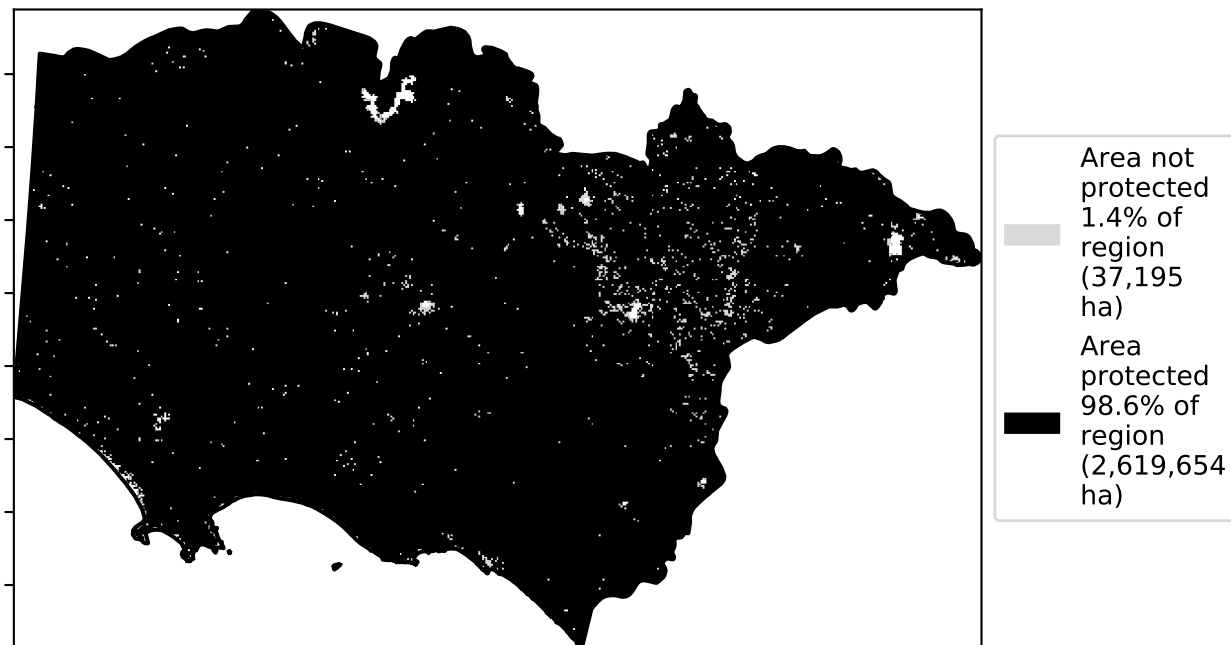 Area not
protected
1.4% of
region
(37,195
ha)
Area
protected
98.6% of
region
(2,619,654
ha)